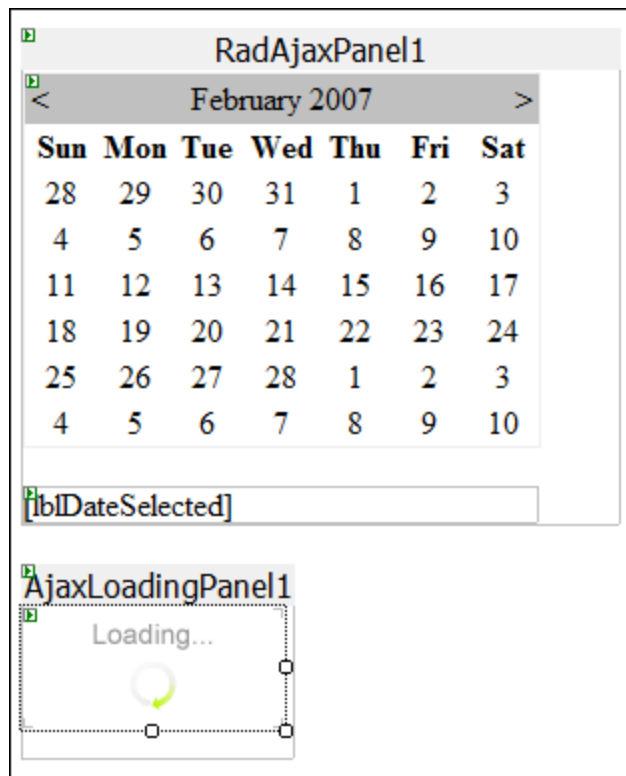 RadAjaxPanel1
< February 2007 >
Sun Mon Tue Wed Thu Fri Sat
28 29 30 31 1 2 3
4 5 6 7 8 9 10
11 12 13 14 15 16 17
18 19 20 21 22 23 24
25 26 27 28 1 2 3
4 5 6 7 8 9 10
[lblDateSelected]
AjaxLoadingPanel1
Loading...